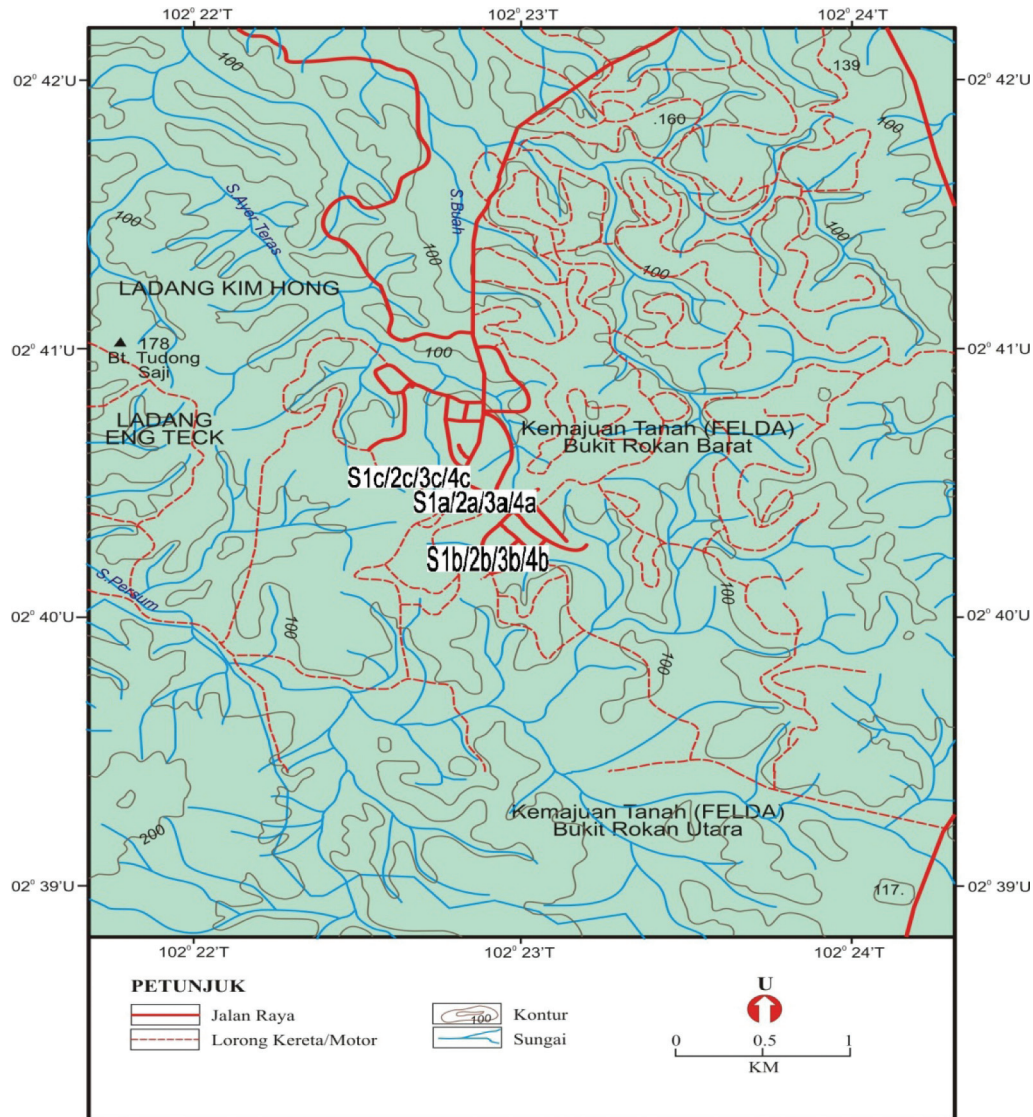 102° 22'T
102° 23'T
102° 24'T
02° 42'U
02° 42'U
100
.139
.160
100
S.Ayer Teras
S.Buah
100
100
100
100
LADANG KIM HONG
02° 41'U
02° 41'U
178
Bt. Tudong
Saji
100
LADANG
ENG TECK
Kemajuan Tanah (FELDA)
Bukit Rokan Barat
S1c/2c/3c/4c
S1a/2a/3a/4a
S1b/2b/3b/4b
S.Persum
02° 40'U
02° 40'U
100
100
100
Kemajuan Tanah (FELDA)
Bukit Rokan Utara
200
02° 39'U
02° 39'U
117.
102° 22'T
102° 23'T
102° 24'T
PETUNJUK
Jalan Raya
Lorong Kereta/Motor
100
Kontur
Sungai
U
0 0.5 1
KM